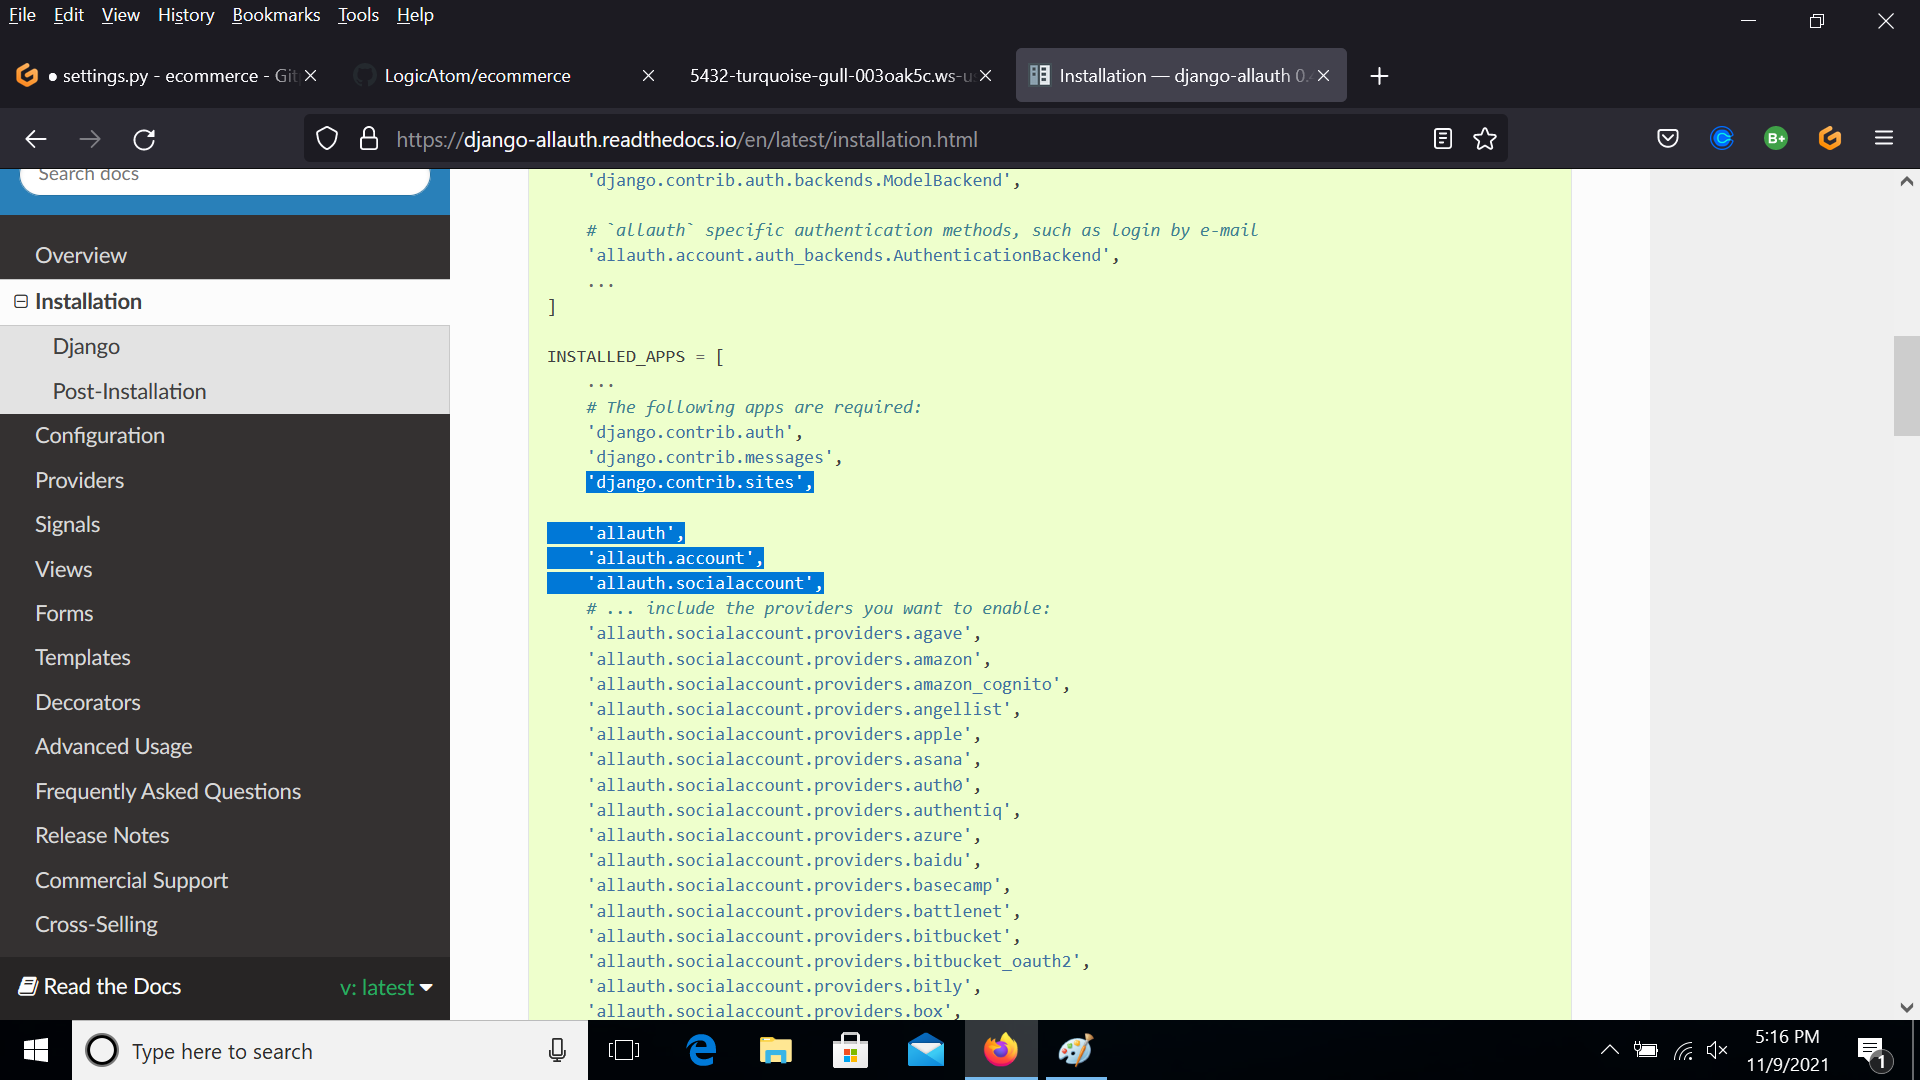 File Edit View History Bookmarks Tools Help
● settings.py - ecommerce - Git
LogicAtom/ecommerce
5432-turquoise-gull-003oak5c.ws-us
Installation — django-allauth 0.4
https://django-allauth.readthedocs.io/en/latest/installation.html
B+
Search docs
Overview
Installation
Django
Post-Installation
Configuration
Providers
Signals
Views
Forms
Templates
Decorators
Advanced Usage
Frequently Asked Questions
Release Notes
Commercial Support
Cross-Selling
Read the Docs v: latest
'django.contrib.auth.backends.ModelBackend',
# `allauth` specific authentication methods, such as login by e-mail
'allauth.account.auth_backends.AuthenticationBackend',
...
]
INSTALLED_APPS = [
...
# The following apps are required:
'django.contrib.auth',
'django.contrib.messages',
'django.contrib.sites',
'allauth',
'allauth.account',
'allauth.socialaccount',
# ... include the providers you want to enable:
'allauth.socialaccount.providers.agave',
'allauth.socialaccount.providers.amazon',
'allauth.socialaccount.providers.amazon_cognito',
'allauth.socialaccount.providers.angellist',
'allauth.socialaccount.providers.apple',
'allauth.socialaccount.providers.asana',
'allauth.socialaccount.providers.auth0',
'allauth.socialaccount.providers.authentiq',
'allauth.socialaccount.providers.azure',
'allauth.socialaccount.providers.baidu',
'allauth.socialaccount.providers.basecamp',
'allauth.socialaccount.providers.battlenet',
'allauth.socialaccount.providers.bitbucket',
'allauth.socialaccount.providers.bitbucket_oauth2',
'allauth.socialaccount.providers.bitly',
'allauth.socialaccount.providers.box',
Type here to search
5:16 PM
11/9/2021
1